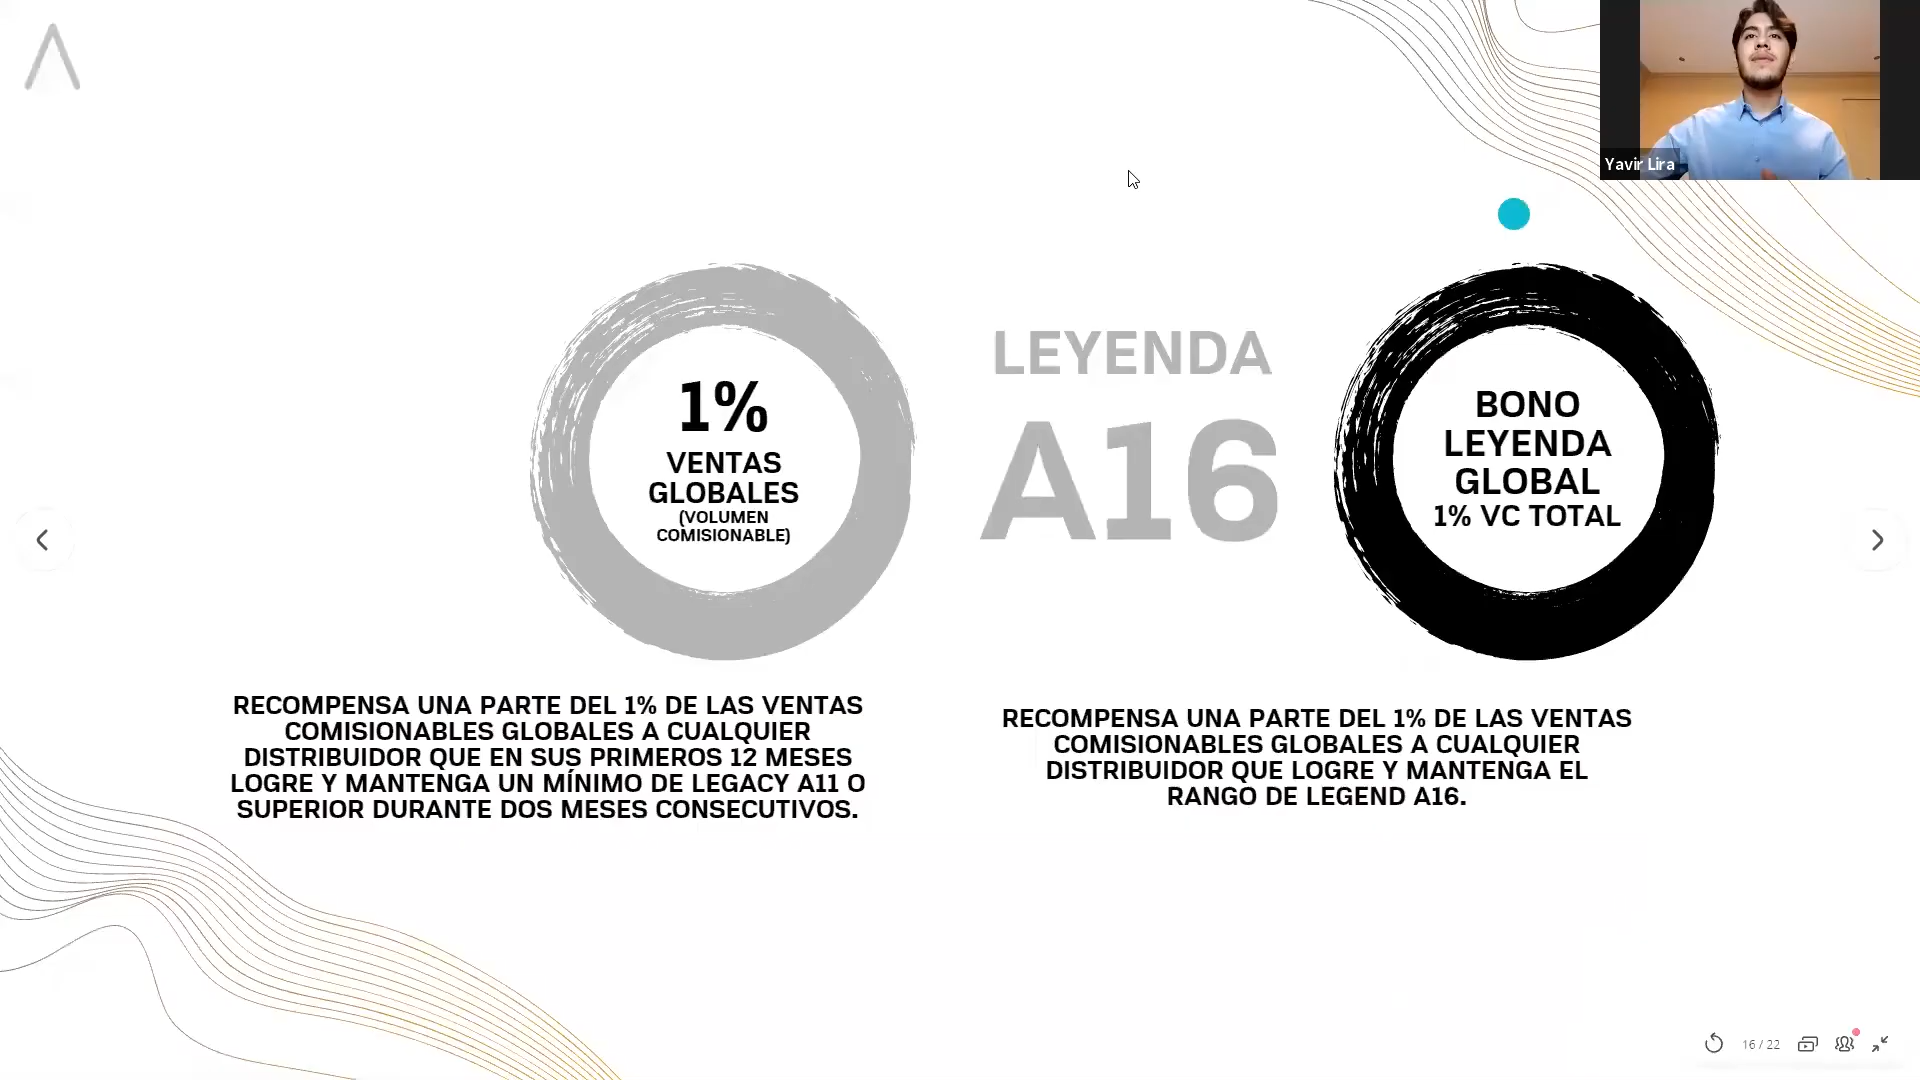 Yavir Lira
1%
VENTAS
GLOBALES
(VOLUMEN
COMISIONABLE)
LEYENDA
A16
BONO
LEYENDA
GLOBAL
1% VC TOTAL
RECOMPENSA UNA PARTE DEL 1% DE LAS VENTAS
COMISIONABLES GLOBALES A CUALQUIER
DISTRIBUIDOR QUE EN SUS PRIMEROS 12 MESES
LOGRE Y MANTENGA UN MÍNIMO DE LEGACY A11 O
SUPERIOR DURANTE DOS MESES CONSECUTIVOS.
RECOMPENSA UNA PARTE DEL 1% DE LAS VENTAS
COMISIONABLES GLOBALES A CUALQUIER
DISTRIBUIDOR QUE LOGRE Y MANTENGA EL
RANGO DE LEGEND A16.
16 / 22